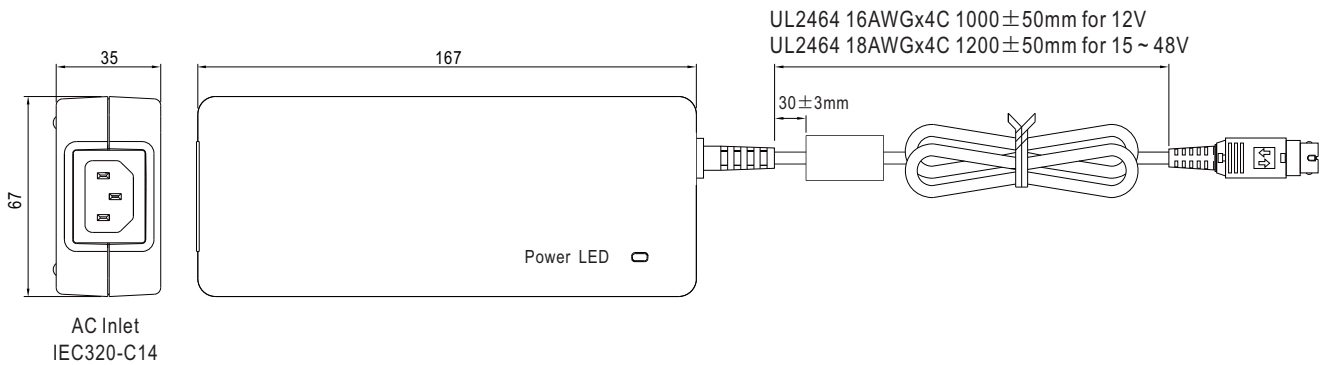 UL2464 16AWGx4C 1000±50mm for 12V
UL2464 18AWGx4C 1200±50mm for 15~48V
35
167
30±3mm
67
Power LED
AC Inlet
IEC320-C14